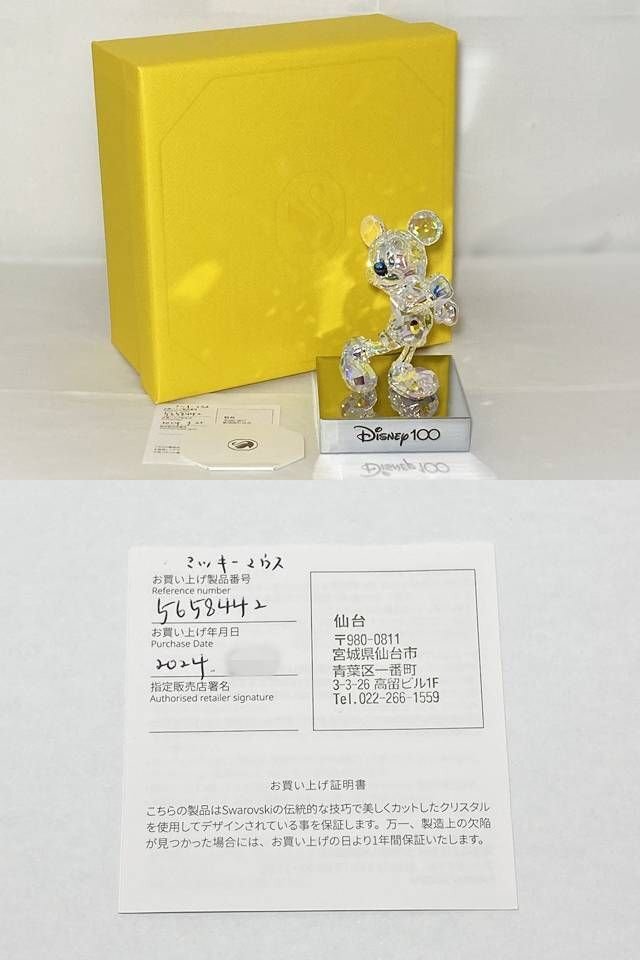 Disney 100
ミッキーマウス
お買い上げ製品番号
Reference number
5658442
お買い上げ年月日
Purchase Date
2024.
指定販売店署名
Authorised retailer signature
仙台
〒980-0811
宮城県仙台市
青葉区一番町
3-3-26 高留ビル1F
Tel.022-266-1559
お買い上げ証明書
こちらの製品はSwarovskiの伝統的な技巧で美しくカットしたクリスタル
を使用してデザインされている事を保証します。万一、製造上の欠陥
が見つかった場合には、お買い上げの日より1年間保証いたします。